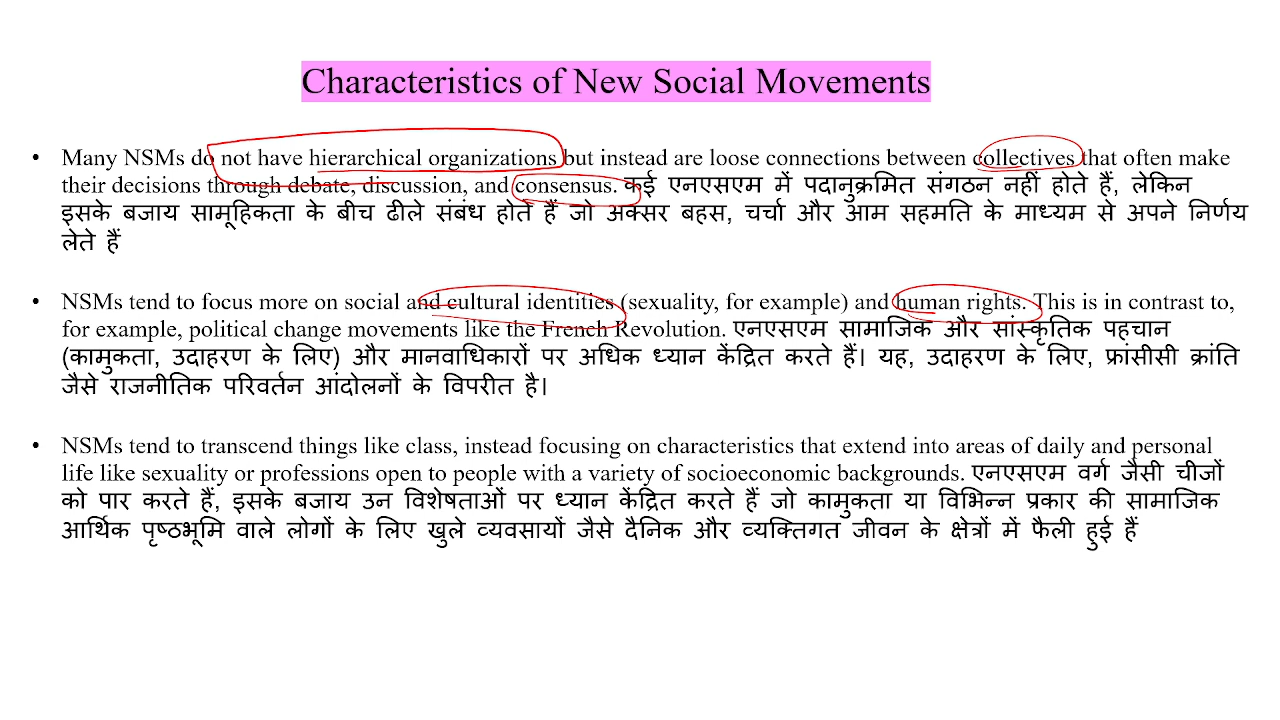 Characteristics of New Social Movements
• Many NSMs do not have hierarchical organizations but instead are loose connections between collectives that often make
their decisions through debate, discussion, and consensus. कई एनएसएम में पदानुक्रमित संगठन नहीं होते हैं, लेकिन
इसके बजाय सामूहिकता के बीच ढीले संबंध होते हैं जो अक्सर बहस, चर्चा और आम सहमति के माध्यम से अपने निर्णय
लेते हैं
• NSMs tend to focus more on social and cultural identities (sexuality, for example) and human rights. This is in contrast to,
for example, political change movements like the French Revolution. एनएसएम सामाजिक और सांस्कृतिक पहचान
(कामुकता, उदाहरण के लिए) और मानवाधिकारों पर अधिक ध्यान केंद्रित करते हैं। यह, उदाहरण के लिए, फ्रांसीसी क्रांति
जैसे राजनीतिक परिवर्तन आंदोलनों के विपरीत है।
• NSMs tend to transcend things like class, instead focusing on characteristics that extend into areas of daily and personal
life like sexuality or professions open to people with a variety of socioeconomic backgrounds. एनएसएम वर्ग जैसी चीजों
को पार करते हैं, इसके बजाय उन विशेषताओं पर ध्यान केंद्रित करते हैं जो कामुकता या विभिन्न प्रकार की सामाजिक
आर्थिक पृष्ठभूमि वाले लोगों के लिए खुले व्यवसायों जैसे दैनिक और व्यक्तिगत जीवन के क्षेत्रों में फैली हुई हैं